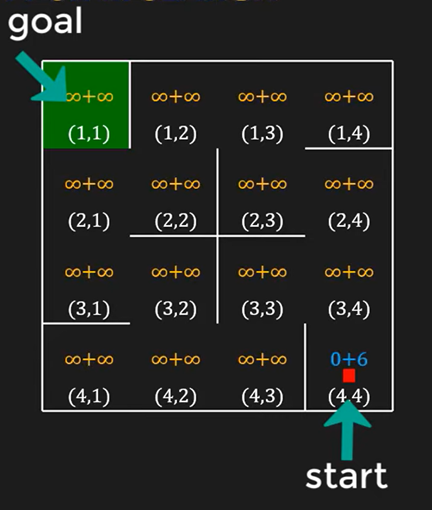 goal
∞+∞ ∞+∞ ∞+∞ ∞+∞
(1,1) (1,2) (1,3) (1,4)
∞+∞ ∞+∞ ∞+∞ ∞+∞
(2,1) (2,2) (2,3) (2,4)
∞+∞ ∞+∞ ∞+∞ ∞+∞
(3,1) (3,2) (3,3) (3,4)
∞+∞ ∞+∞ ∞+∞ 0+6
(4,1) (4,2) (4,3) (4,4)
start